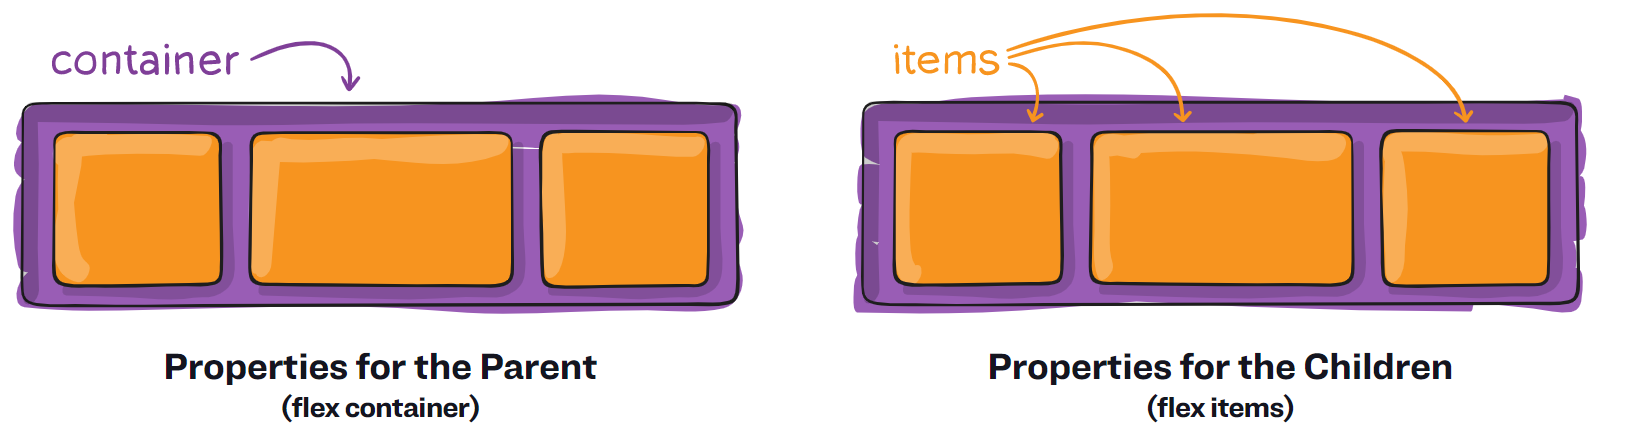 container
Properties for the Parent
(flex container)
items
Properties for the Children
(flex items)